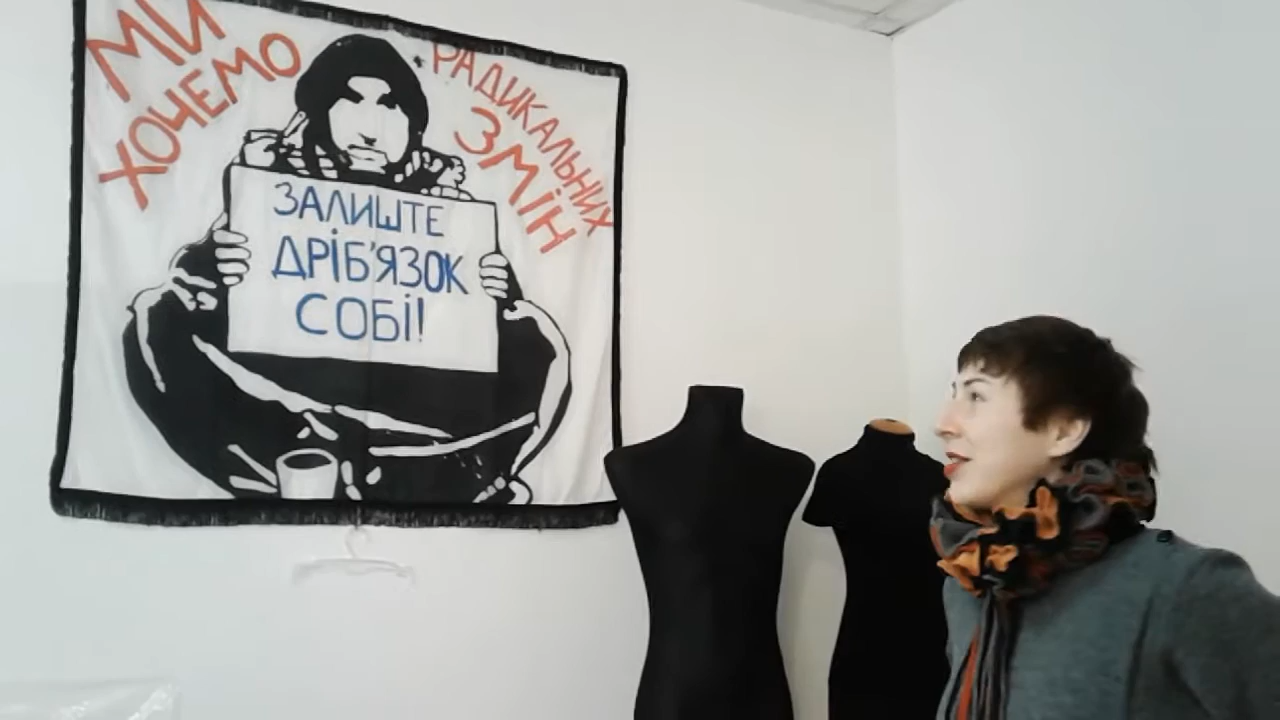 МИ
ХОЧЕМО
РАДИКАЛЬНИХ
ЗМІН
ЗАЛИШТЕ
ДРІБ'ЯЗОК
СОБІ!